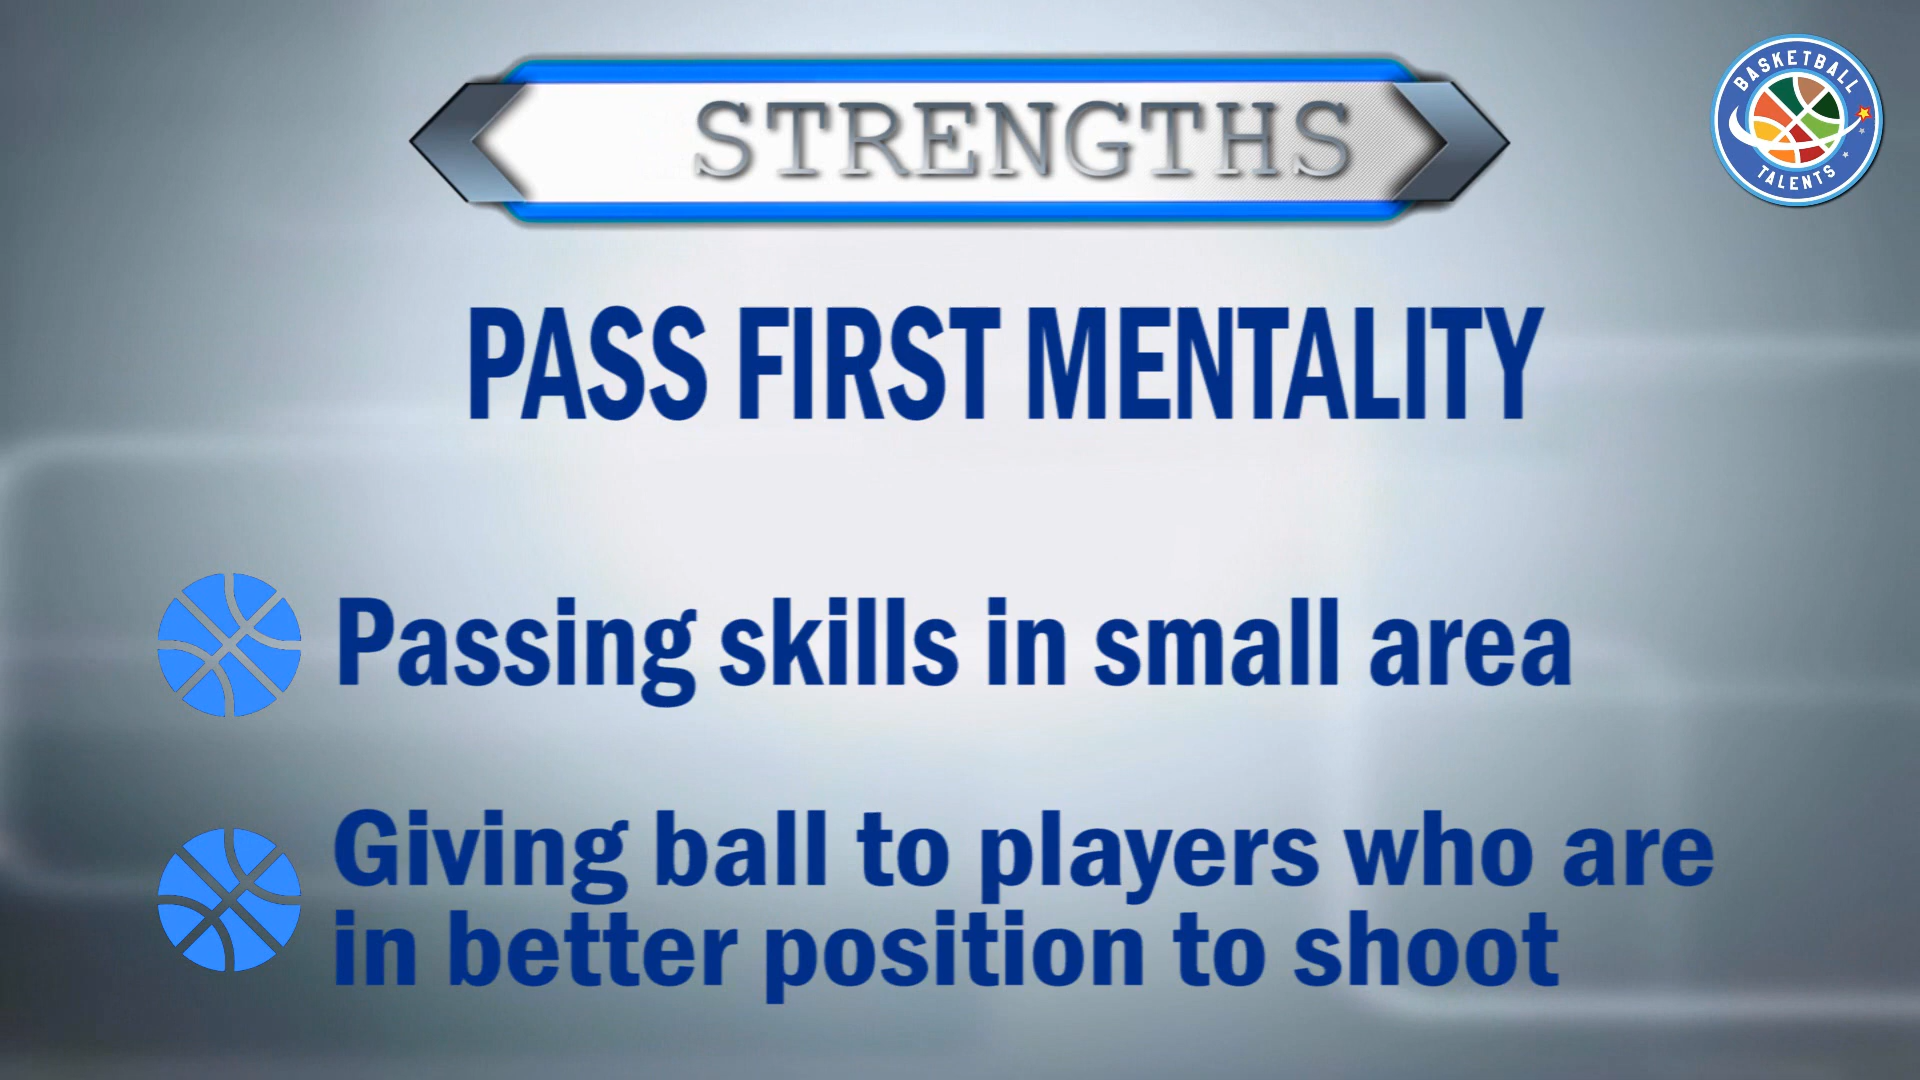 STRENGTHS
BASKETBALL
TALENTS
PASS FIRST MENTALITY
Passing skills in small area
Giving ball to players who are
in better position to shoot